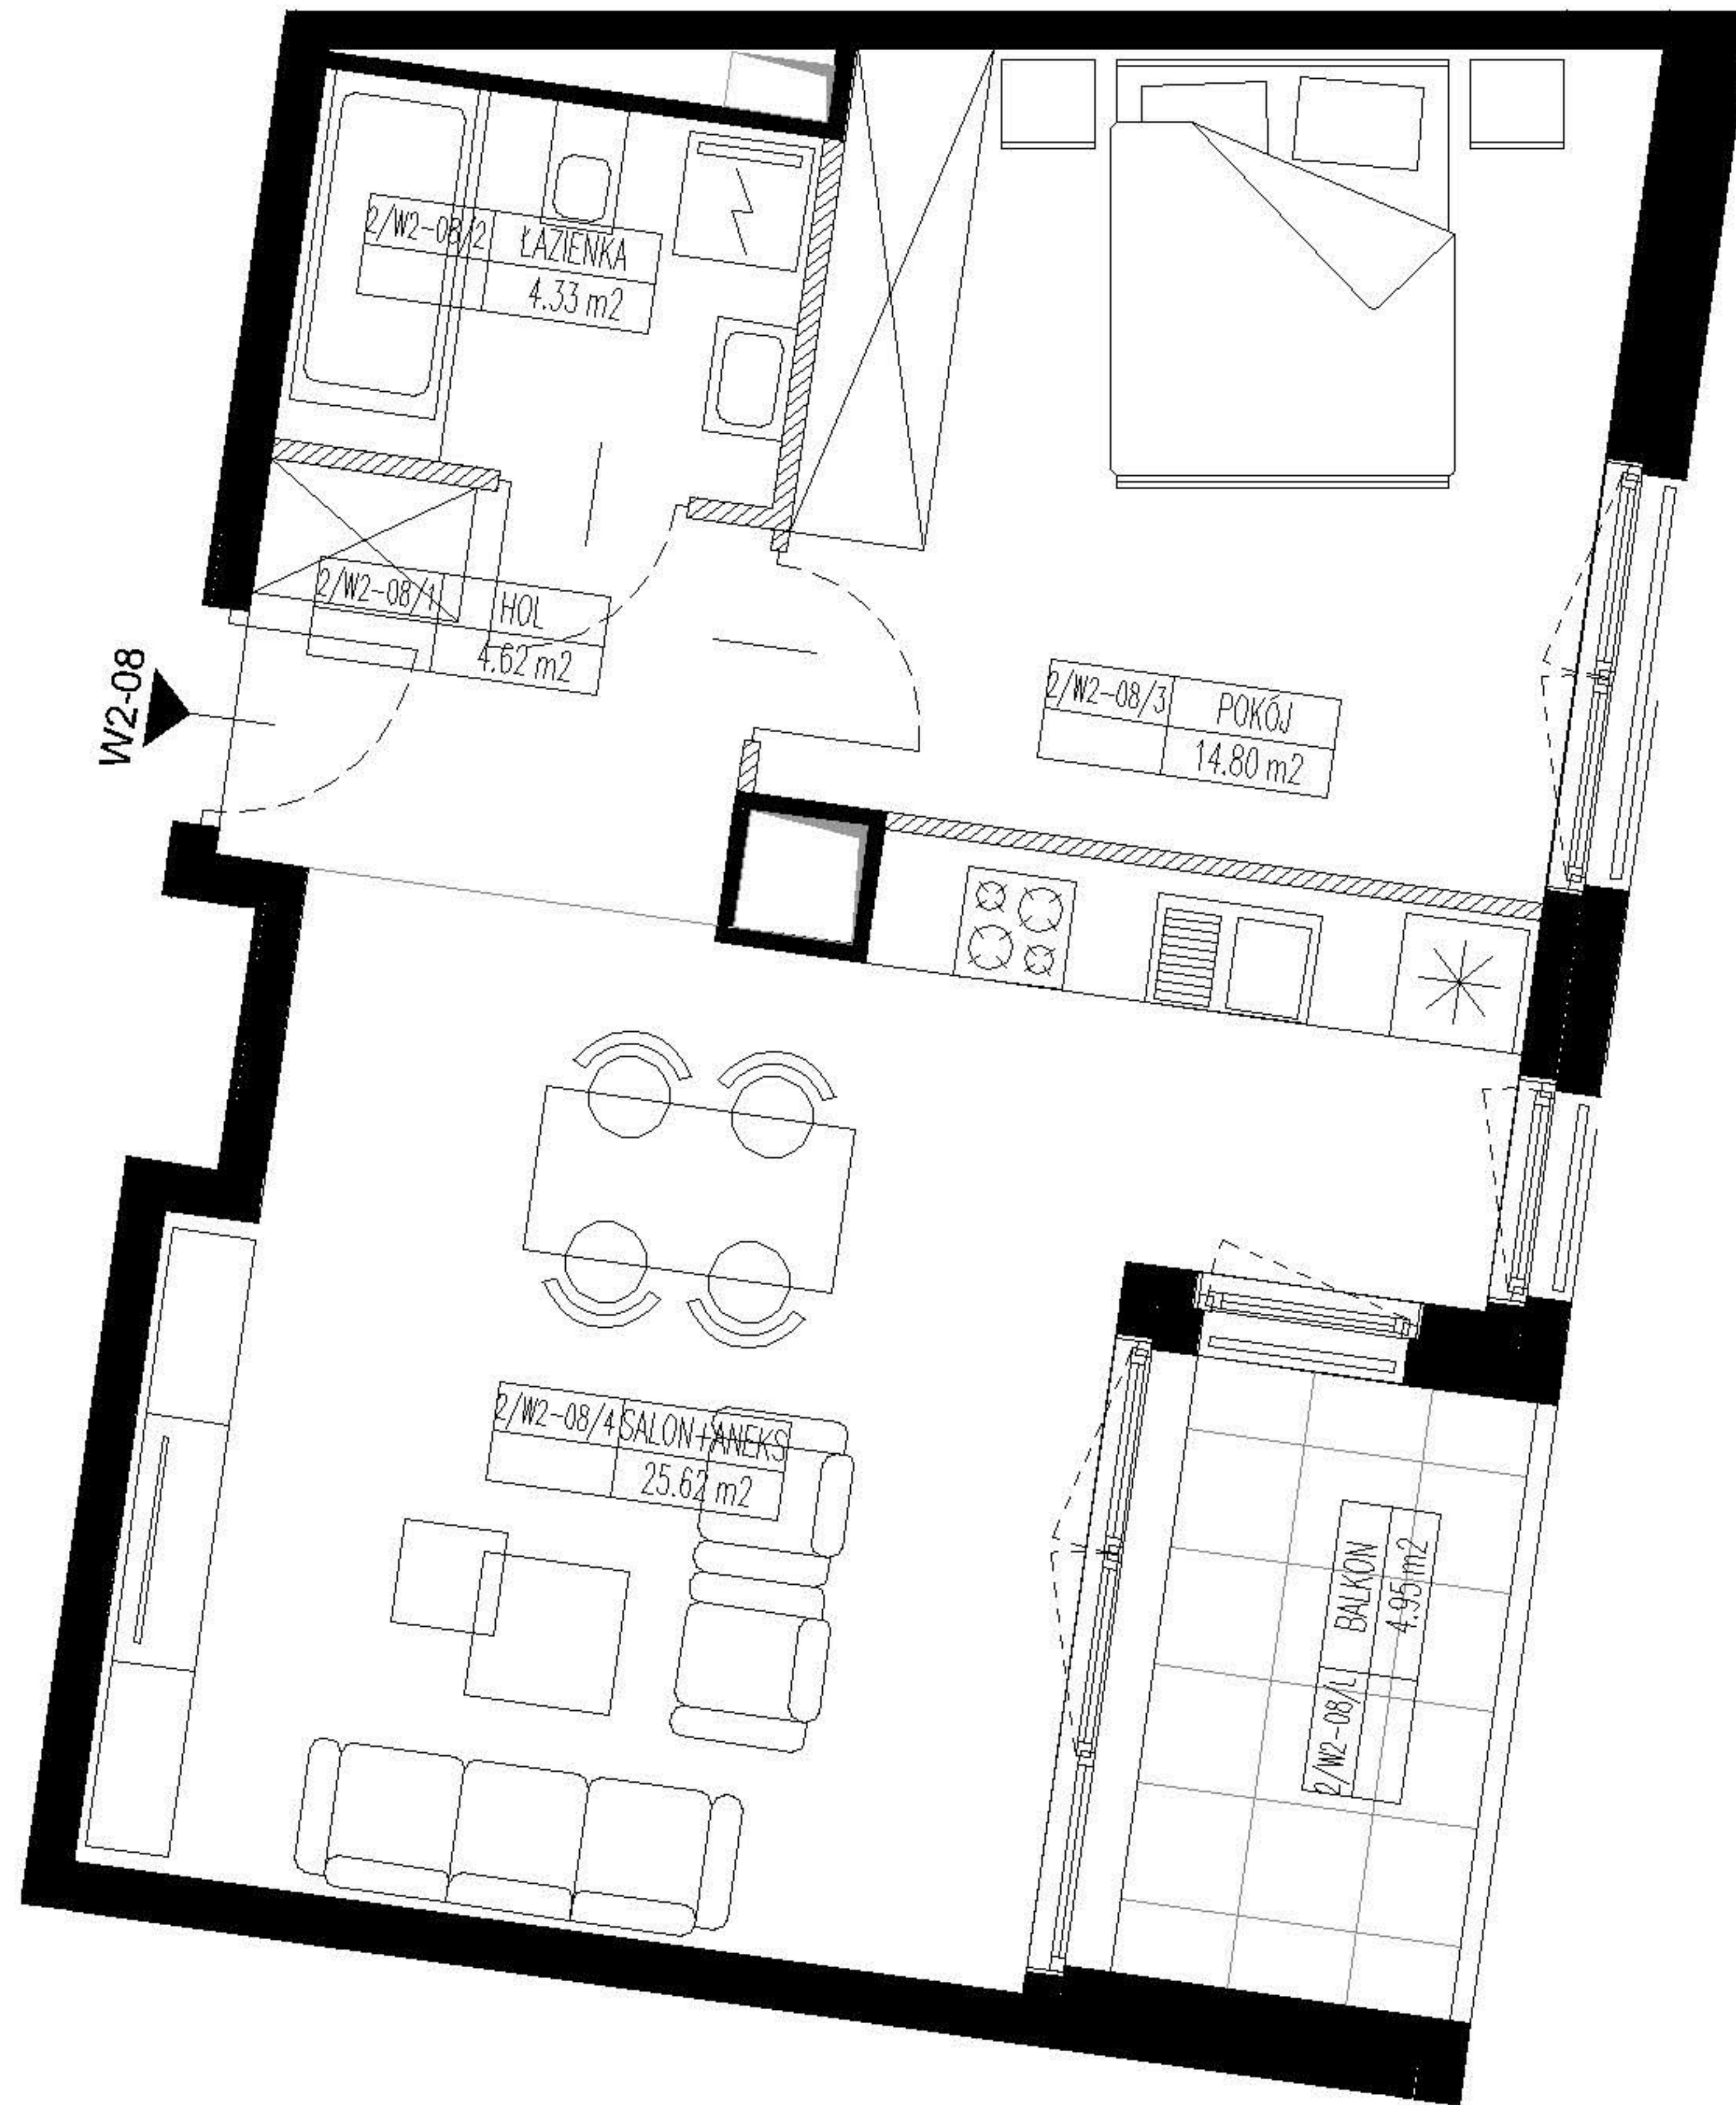 2/W2-08/2 ŁAZIENKA
4.33 m2
2/W2-08/1 HOL
4.62 m2
W2-08
2/W2-08/3 POKÓJ
14.80 m2
2/W2-08/4 SALON+ANEKS
25.62 m2
2/W2-08/L BALKON
4.95 m2